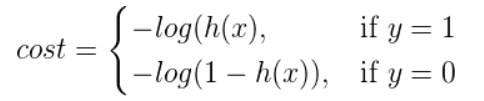 cost = { −log(h(x), if y = 1
−log(1 − h(x)), if y = 0